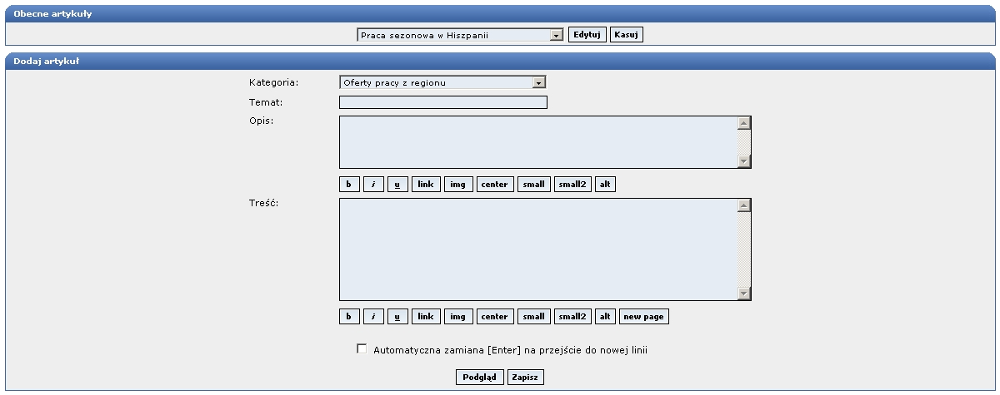 Obecne artykuły
Praca sezonowa w Hiszpanii Edytuj Kasuj
Dodaj artykuł
Kategoria: Oferty pracy z regionu
Temat:
Opis:
b i u link img center small small2 alt
Treść:
b i u link img center small small2 alt new page
Automatyczna zamiana [Enter] na przejście do nowej linii
Podgląd Zapisz